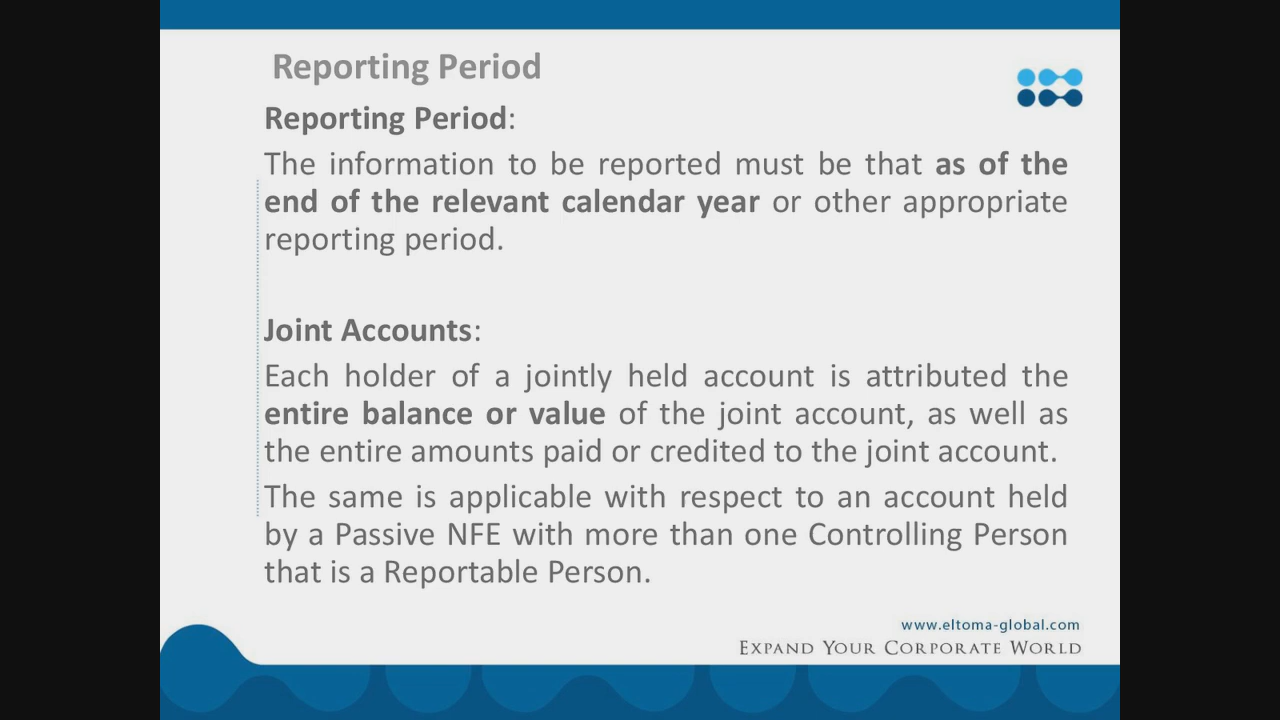 Reporting Period
Reporting Period:
The information to be reported must be that as of the
end of the relevant calendar year or other appropriate
reporting period.
Joint Accounts:
Each holder of a jointly held account is attributed the
entire balance or value of the joint account, as well as
the entire amounts paid or credited to the joint account.
The same is applicable with respect to an account held
by a Passive NFE with more than one Controlling Person
that is a Reportable Person.
www.eltoma-global.com
Expand Your Corporate World